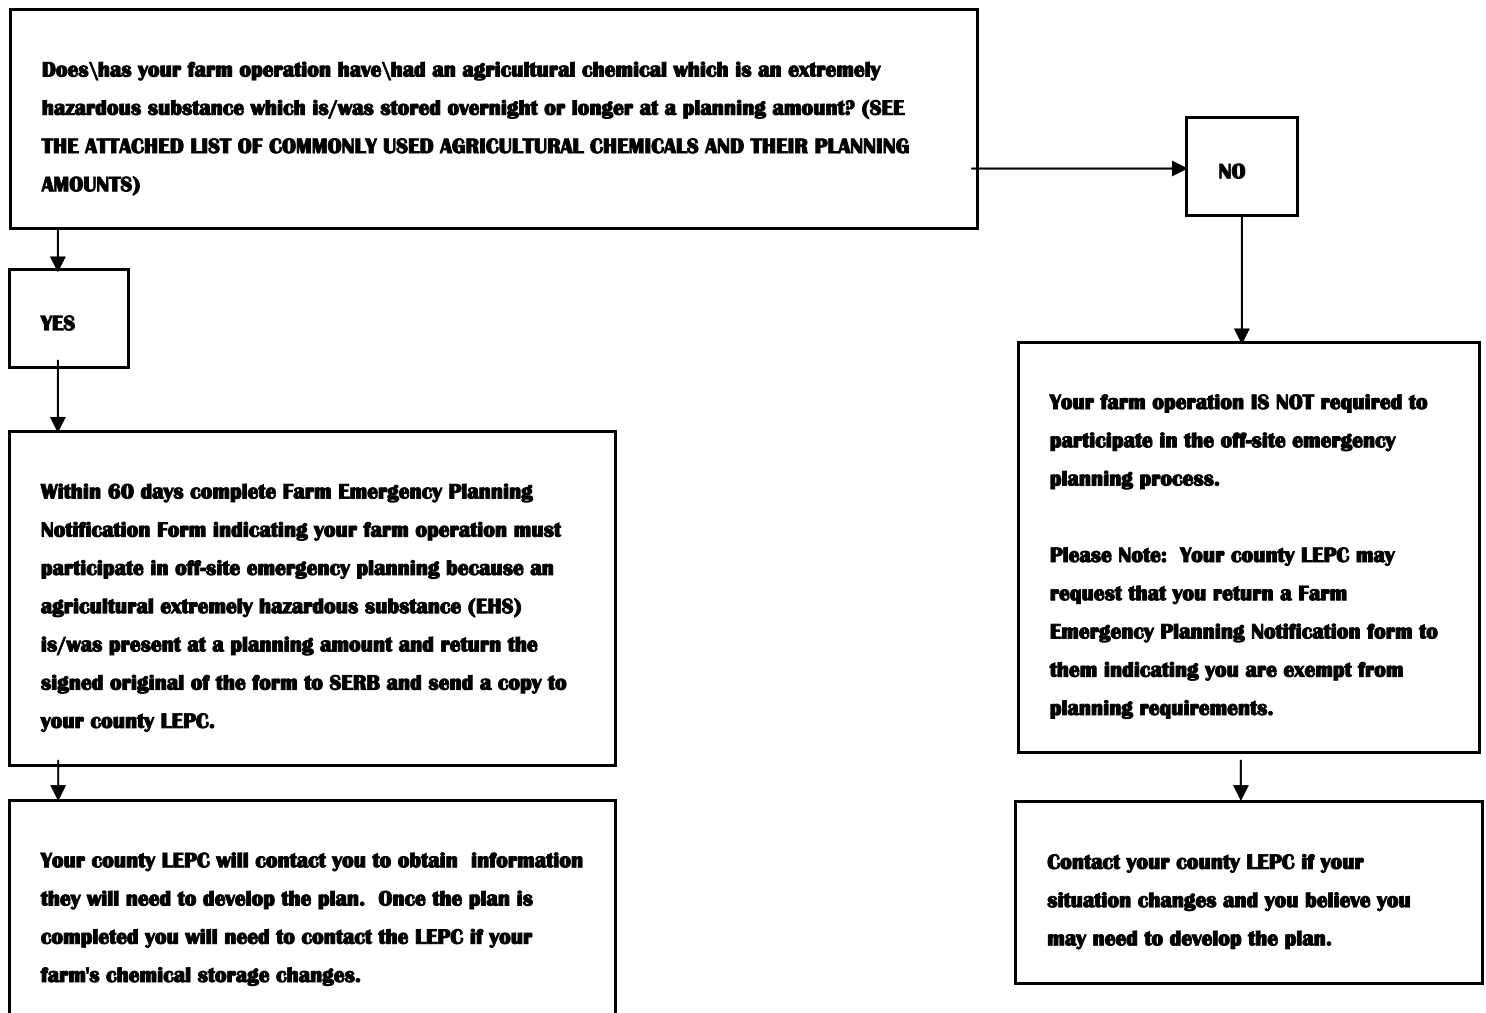 Does\has your farm operation have\had an agricultural chemical which is an extremely
hazardous substance which is/was stored overnight or longer at a planning amount? (SEE
THE ATTACHED LIST OF COMMONLY USED AGRICULTURAL CHEMICALS AND THEIR PLANNING
AMOUNTS)
NO
YES
Within 60 days complete Farm Emergency Planning
Notification Form indicating your farm operation must
participate in off-site emergency planning because an
agricultural extremely hazardous substance (EHS)
is/was present at a planning amount and return the
signed original of the form to SERB and send a copy to
your county LEPC.
Your county LEPC will contact you to obtain  information
they will need to develop the plan.  Once the plan is
completed you will need to contact the LEPC if your
farm's chemical storage changes.
Your farm operation IS NOT required to
participate in the off-site emergency
planning process.
Please Note:  Your county LEPC may
request that you return a Farm
Emergency Planning Notification form to
them indicating you are exempt from
planning requirements.
Contact your county LEPC if your
situation changes and you believe you
may need to develop the plan.